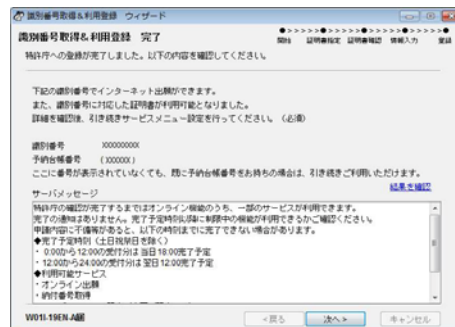 識別番号取得&利用登録 ウィザード
識別番号取得&利用登録 完了
●>>>>>●>>>>>●>>>>>●>>>>>●
開始 証明書指定 証明書確認 情報入力 登録
特許庁への登録が完了しました。以下の内容を確認してください。
下記の識別番号でインターネット出願ができます。
また、識別番号に対応した証明書が利用可能となりました。
詳細を確認後、引き続きサービスメニュー設定を行ってください。(必須)
識別番号 XXXXXXXXX
予納台帳番号 (XXXXXX)
ここに番号が表示されていなくても、既に予納台帳番号をお持ちの場合は、引き続きご利用いただけます。
結果を確認
サーバメッセージ
特許庁の確認が完了するまではオンライン機能のうち、一部のサービスが利用できます。
完了の通知はありません。完了予定時刻以降に制限中の機能が利用できるかご確認ください。
申請内容に不備等があると、以下の時刻までに完了できない場合があります。
◆完了予定時刻(土日祝祭日を除く)
・0:00から12:00の受付分は当日18:00完了予定
・12:00から24:00の受付分は翌日12:00完了予定
◆利用可能サービス
・オンライン出願
・納付番号取得
W01I-19EN-A
<戻る 次へ> キャンセル